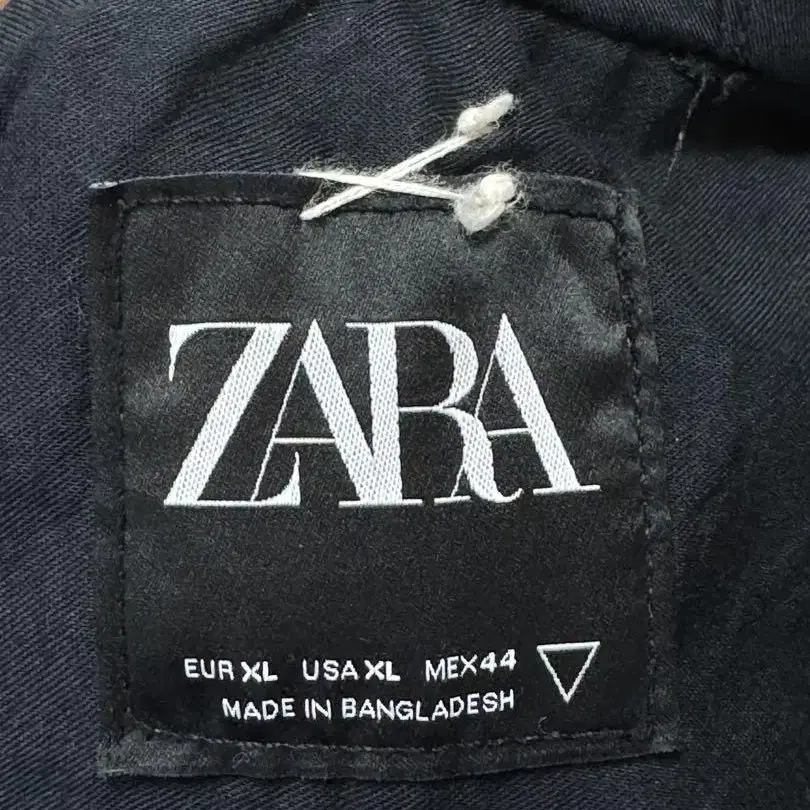 ZARA
EUR XL USA XL MEX 44
MADE IN BANGLADESH